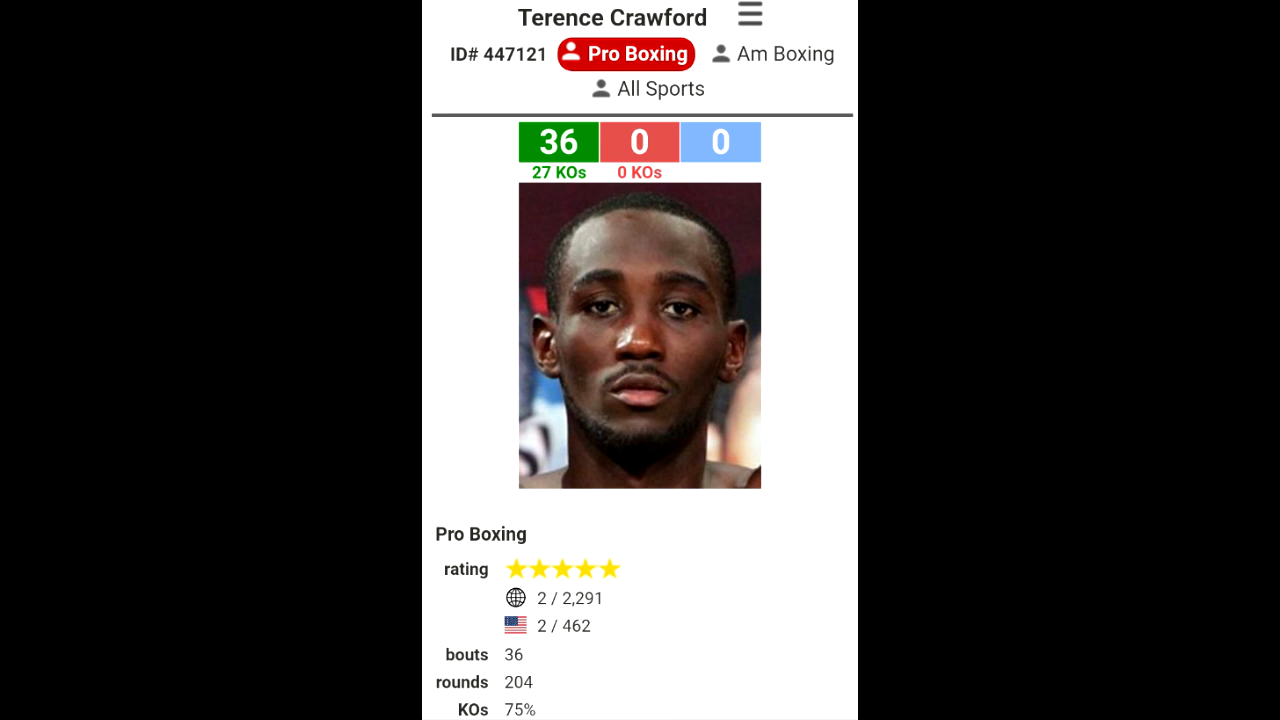 Terence Crawford
ID# 447121 Pro Boxing Am Boxing
All Sports
36 0 0
27 KOs 0 KOs
Pro Boxing
rating
2 / 2,291
2 / 462
bouts 36
rounds 204
KOs 75%